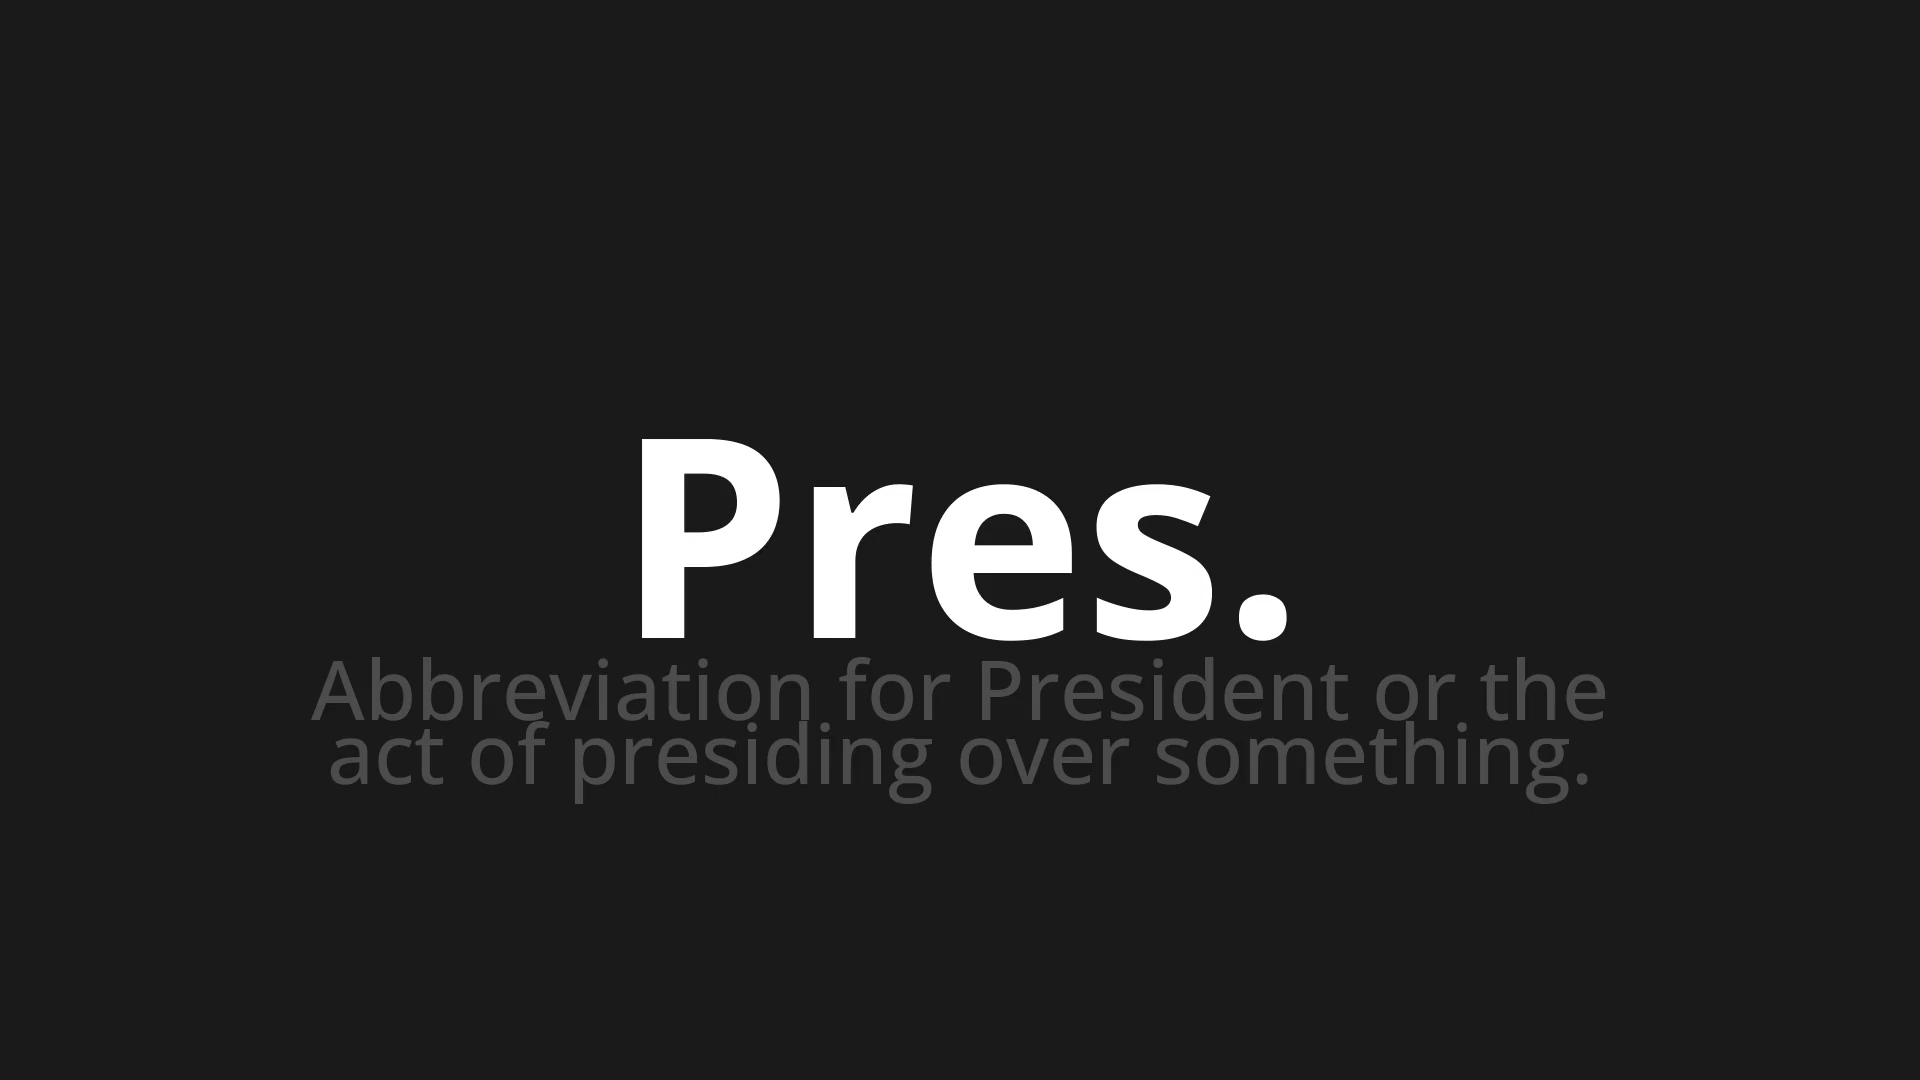 Pres.
Abbreviation for President or the
act of presiding over something.